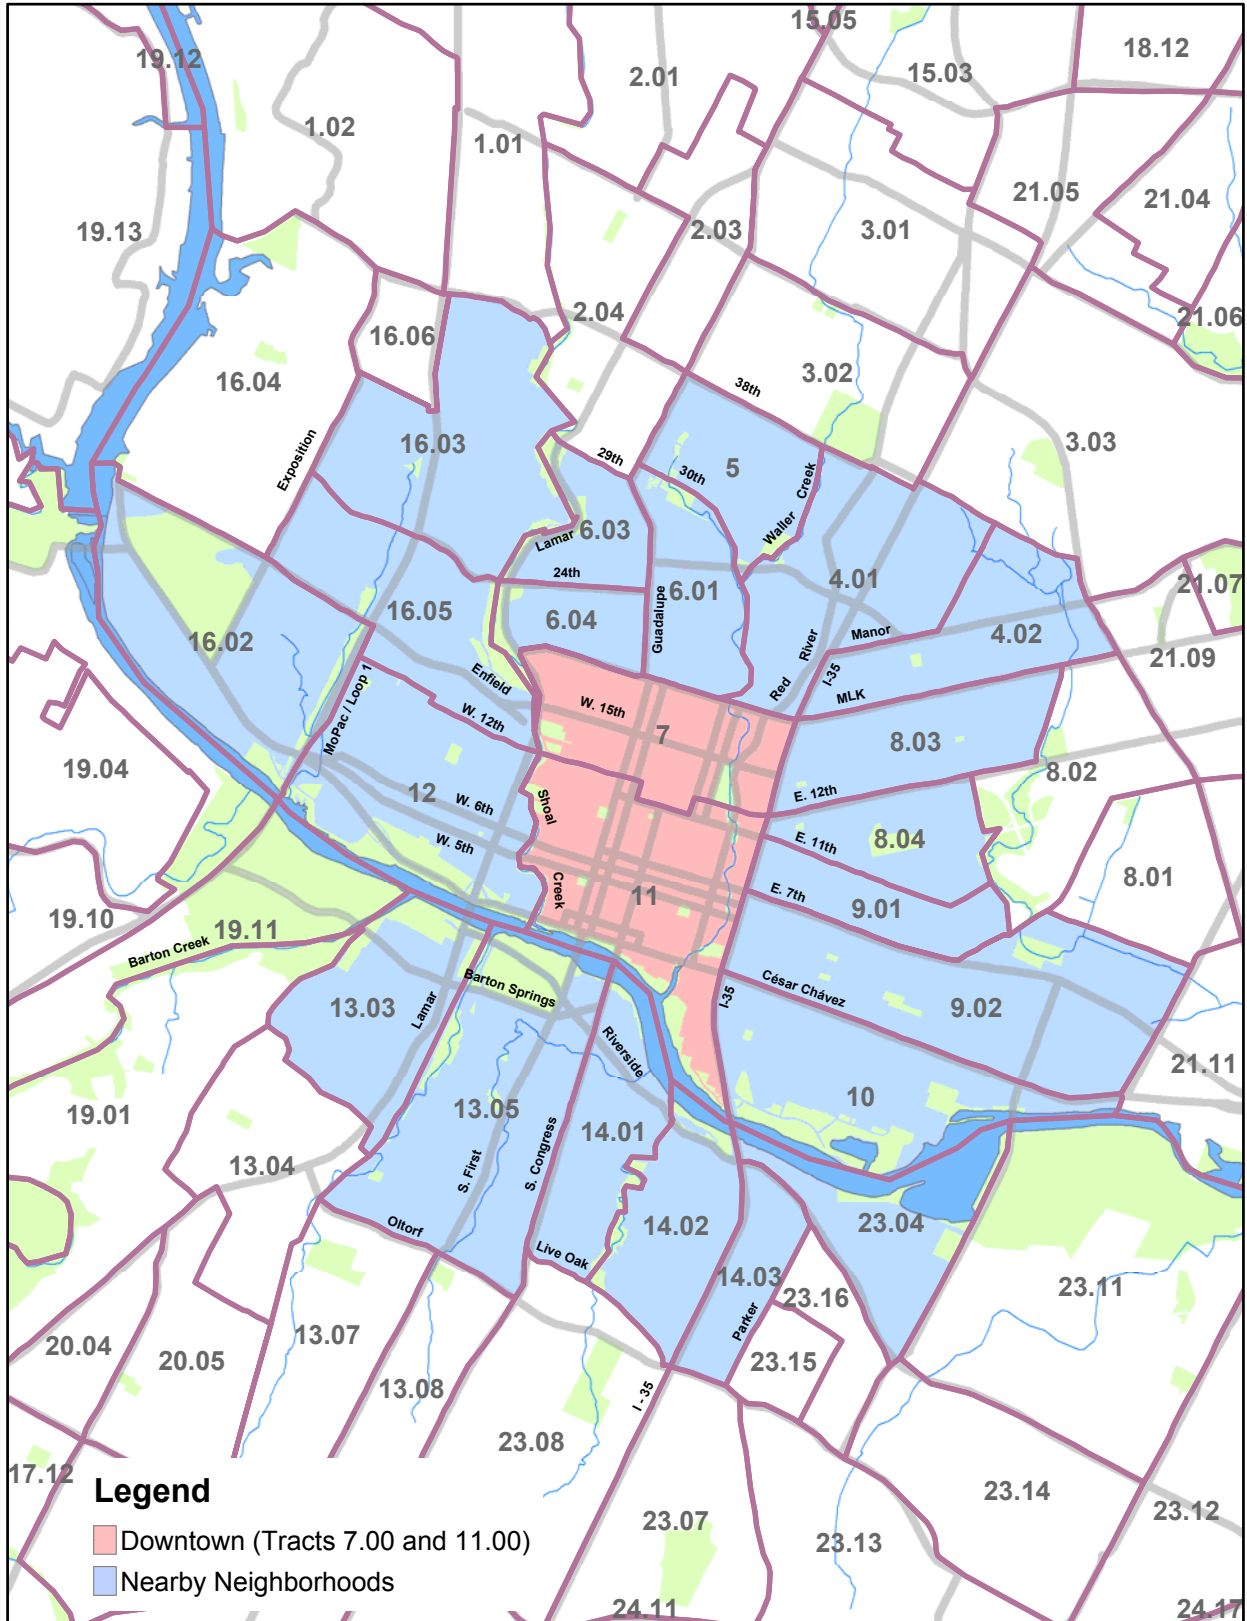 15.05
19.12
2.01
15.03
18.12
1.02
1.01
21.05
21.04
19.13
2.03
3.01
2.04
21.06
16.06
16.04
3.02
38th
16.03
Exposition
29th
30th
5
Waller Creek
3.03
Lamar
6.03
24th
16.05
6.04
Guadalupe
6.01
4.01
21.07
16.02
Manor
4.02
21.09
Enfield
Red River
I-35
MLK
MoPac / Loop 1
W. 12th
W. 15th
7
8.03
19.04
8.02
12
W. 6th
Shoal
E. 12th
W. 5th
E. 11th
8.04
8.01
Creek
11
E. 7th
9.01
19.10
19.11
Barton Creek
Barton Springs
César Chávez
13.03
Lamar
I-35
9.02
Riverside
21.11
19.01
13.05
10
14.01
13.04
S. First
S. Congress
Oltorf
14.02
23.04
Live Oak
14.03
23.16
23.11
Parker
20.04
20.05
13.07
23.15
13.08
I - 35
23.08
17.12
23.14
23.12
23.07
23.13
24.11
24.17
Legend
Downtown (Tracts 7.00 and 11.00)
Nearby Neighborhoods